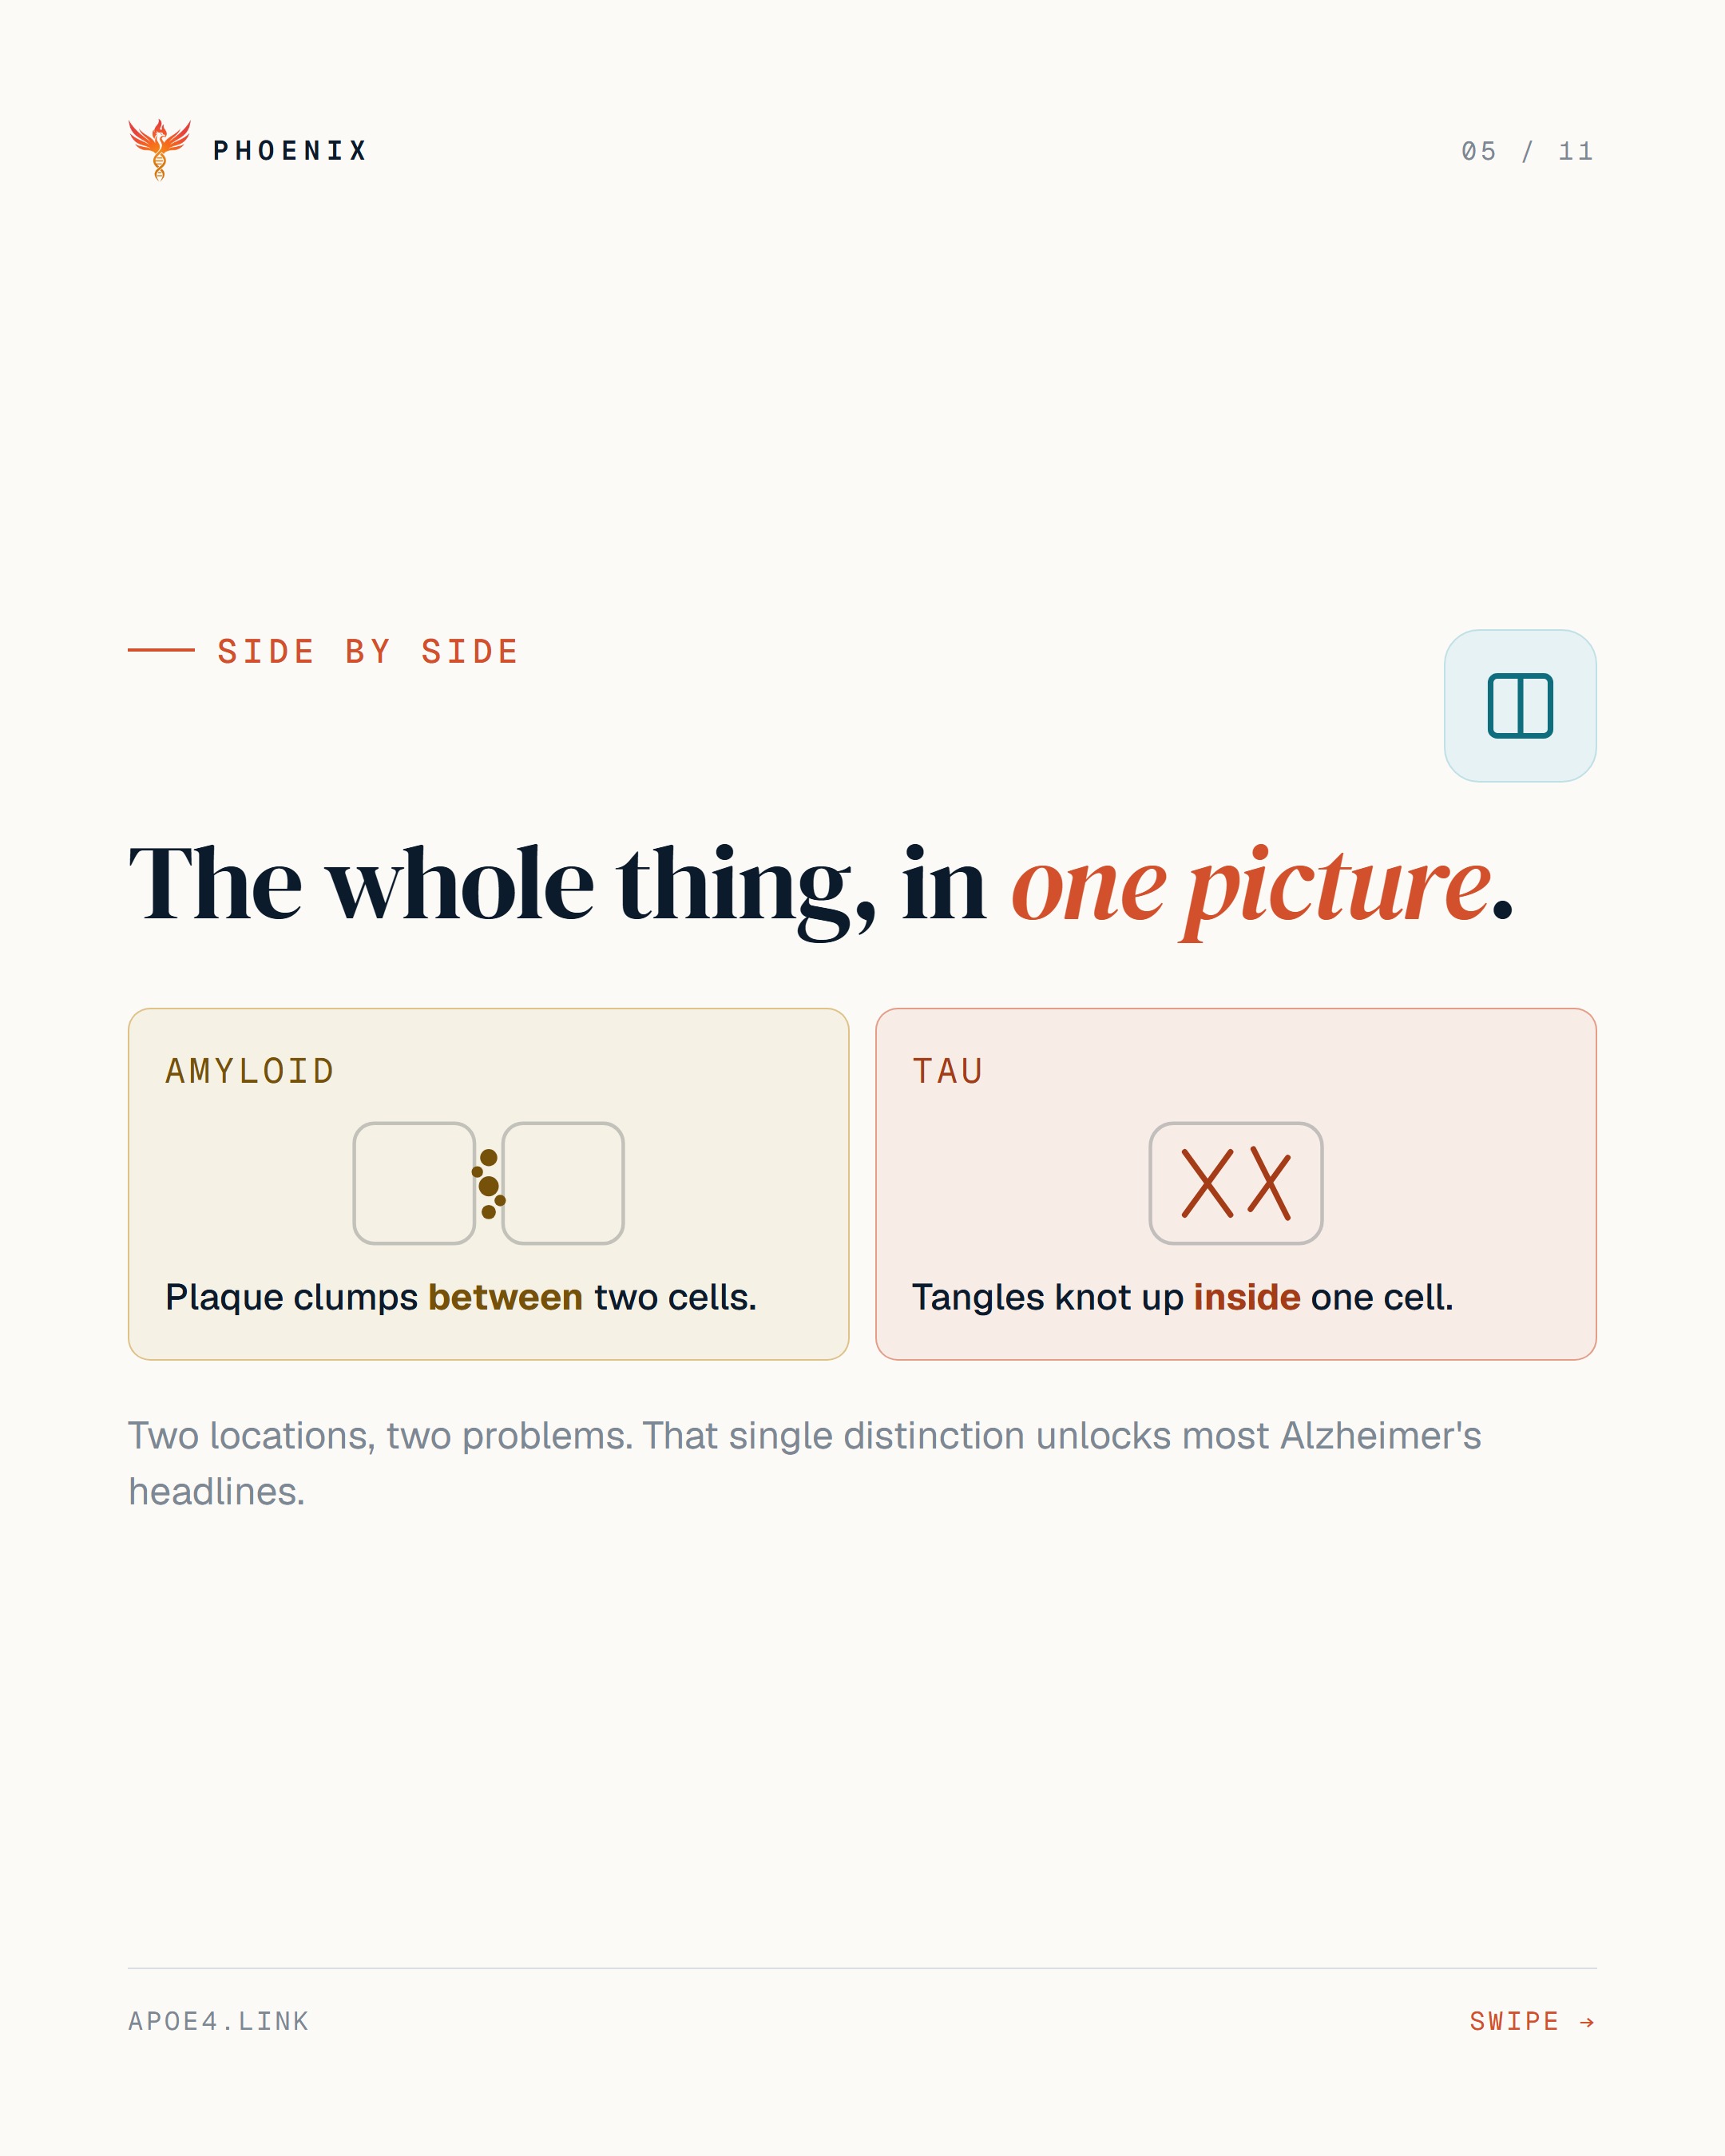 PHOENIX
05 / 11
SIDE BY SIDE
The whole thing, in one picture.
AMYLOID
Plaque clumps between two cells.
TAU
Tangles knot up inside one cell.
Two locations, two problems. That single distinction unlocks most Alzheimer's
headlines.
APOE4.LINK
SWIPE →